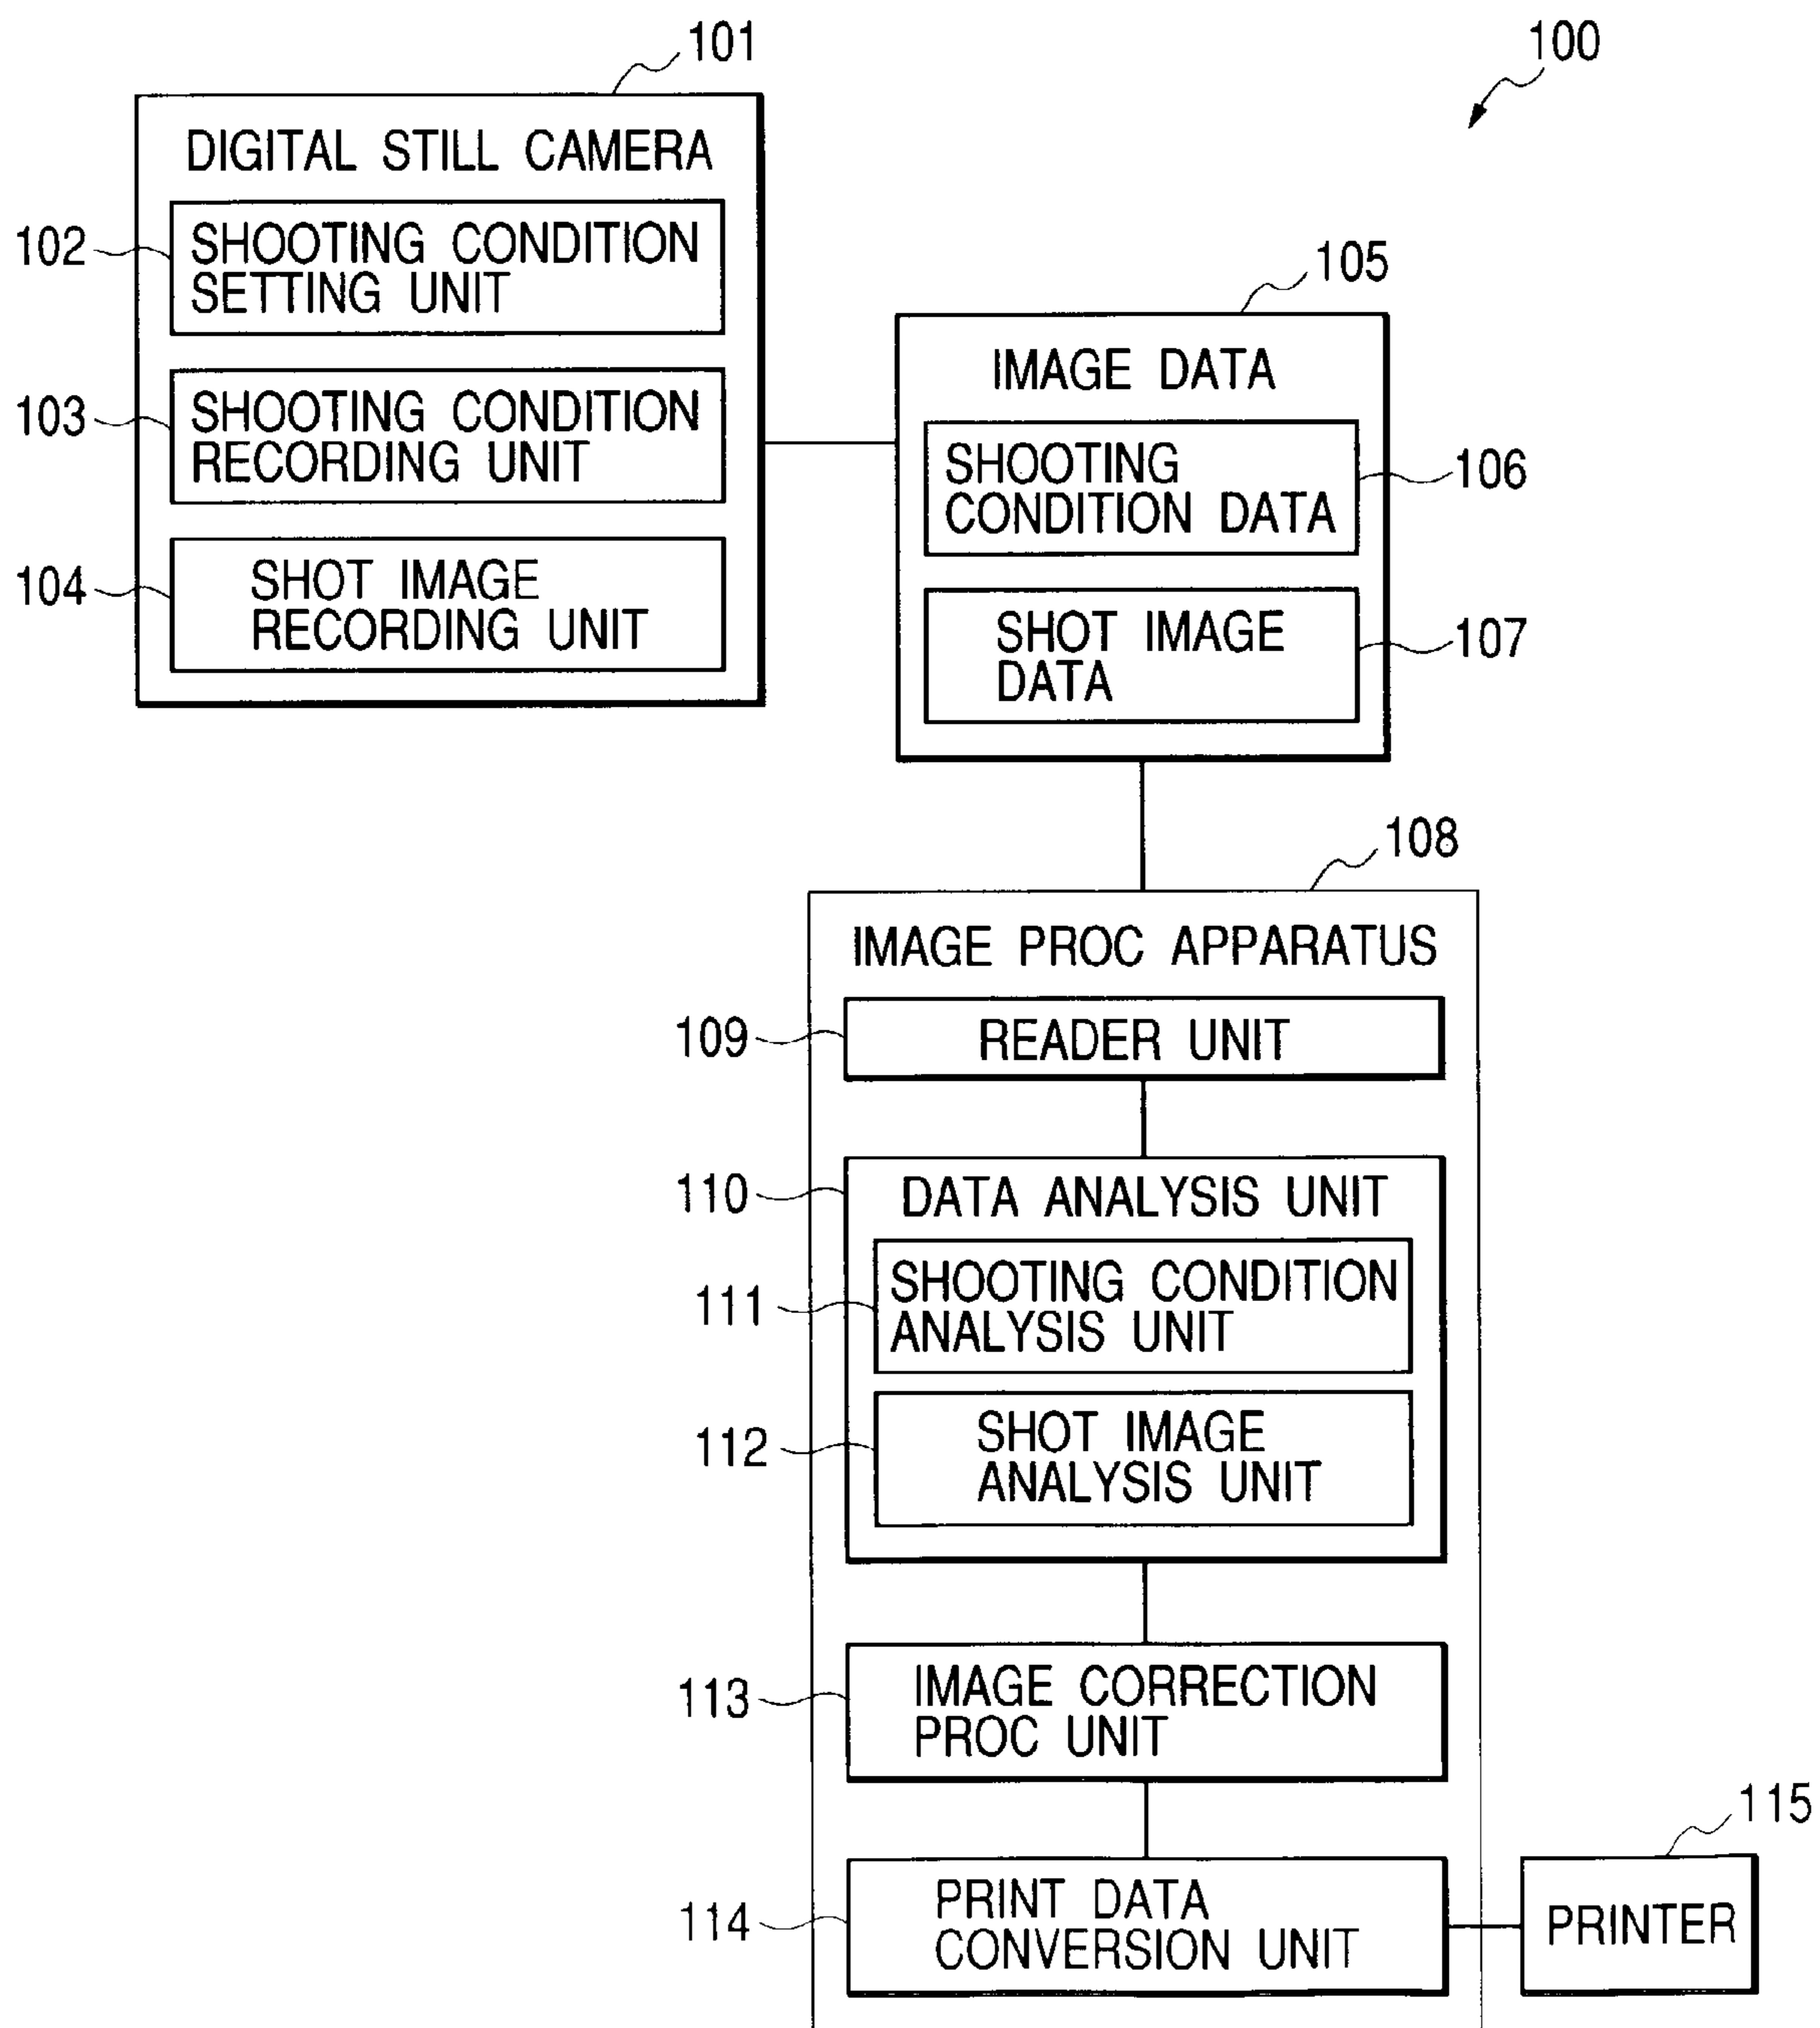 100
101
DIGITAL STILL CAMERA
102
SHOOTING CONDITION
SETTING UNIT
103
SHOOTING CONDITION
RECORDING UNIT
104
SHOT IMAGE
RECORDING UNIT
105
IMAGE DATA
SHOOTING
CONDITION DATA
106
SHOT IMAGE
DATA
107
108
IMAGE PROC APPARATUS
109
READER UNIT
110
DATA ANALYSIS UNIT
111
SHOOTING CONDITION
ANALYSIS UNIT
112
SHOT IMAGE
ANALYSIS UNIT
113
IMAGE CORRECTION
PROC UNIT
114
PRINT DATA
CONVERSION UNIT
115
PRINTER